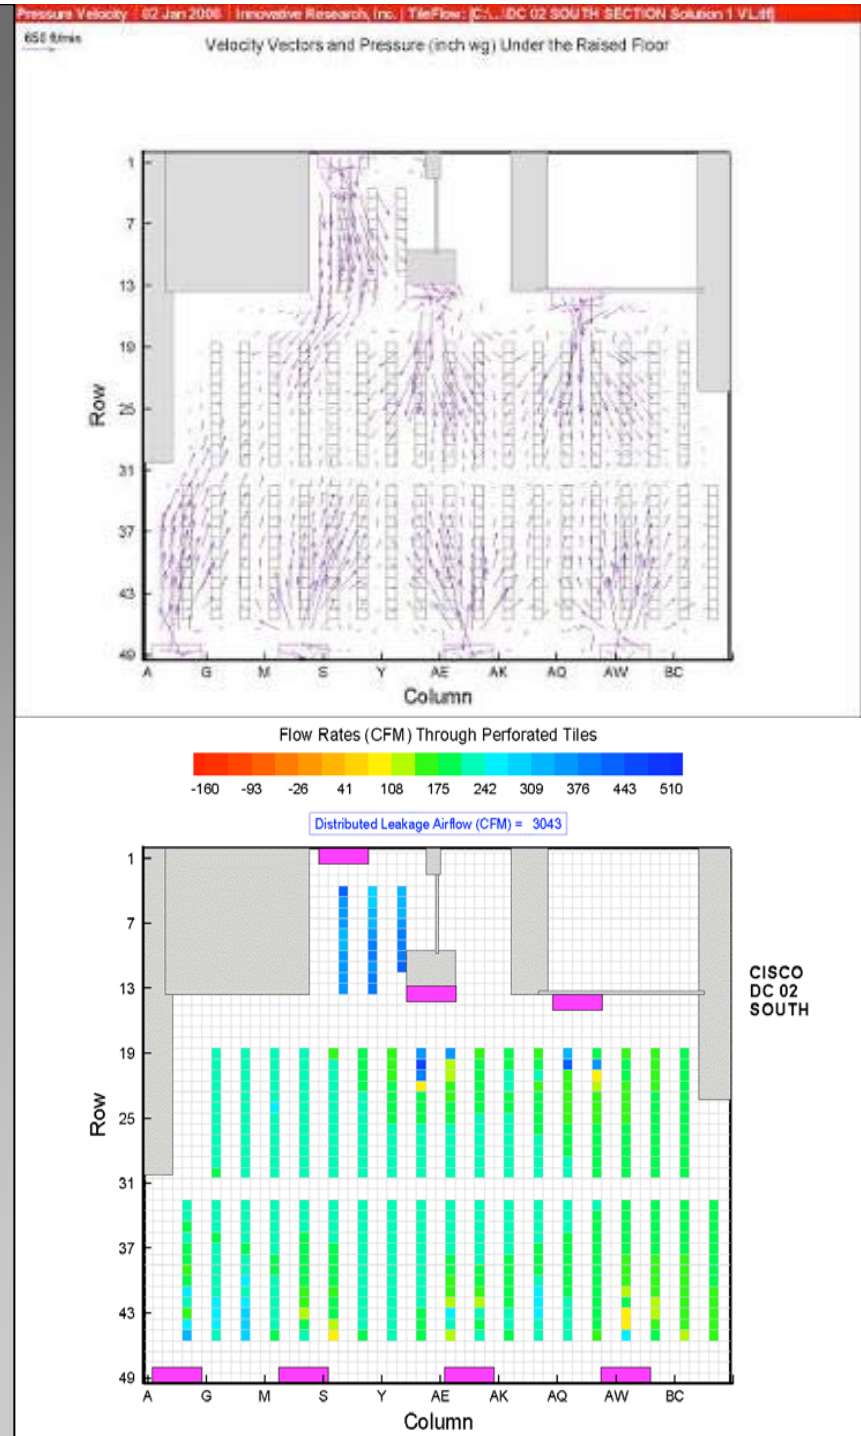 Pressure Velocity 02 Jan 2006 Innovative Research, Inc. | TileFlow: [C:\...\DC 02 SOUTH SECTION Solution 1 VL.tlf]
650 ft/min
Velocity Vectors and Pressure (inch wg) Under the Raised Floor
1
7
13
19
25
31
37
43
49
Row
A G M S Y AE AK AQ AW BC
Column
Flow Rates (CFM) Through Perforated Tiles
-160 -93 -26 41 108 175 242 309 376 443 510
Distributed Leakage Airflow (CFM) = 3043
1
7
13
19
25
31
37
43
49
Row
CISCO
DC 02
SOUTH
A G M S Y AE AK AQ AW BC
Column